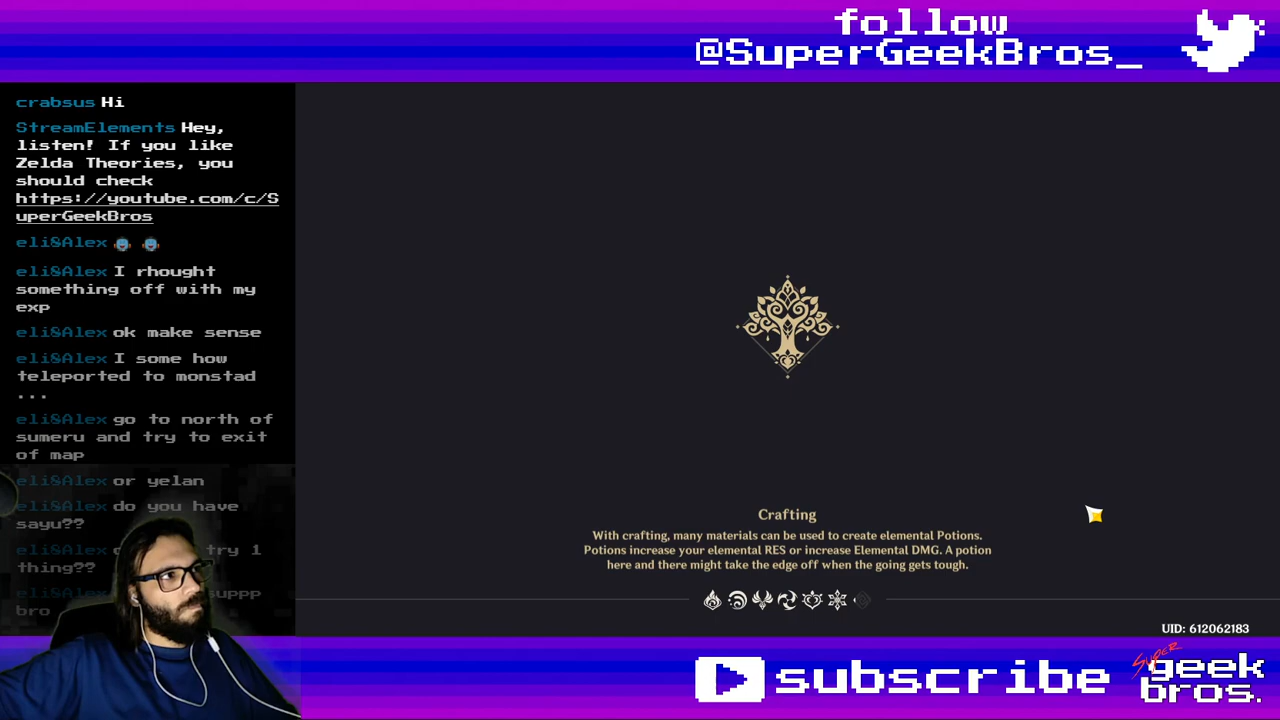 follow
@SuperGeekBros_
crabsus Hi
StreamElements Hey,
listen! If you like
Zelda Theories, you
should check
https://youtube.com/c/S
uperGeekBros
eli&Alex
eli&Alex I rhought
something off with my
exp
eli&Alex ok make sense
eli&Alex I some how
teleported to monstad
...
eli&Alex go to north of
sumeru and try to exit
of map
eli&Alex or yelan
eli&Alex do you have
sayu??
try 1
thing??
suppp
bro
Crafting
With crafting, many materials can be used to create elemental Potions.
Potions increase your elemental RES or increase Elemental DMG. A potion
here and there might take the edge off when the going gets tough.
UID: 612062183
subscribe
SUPER
geek
bros.